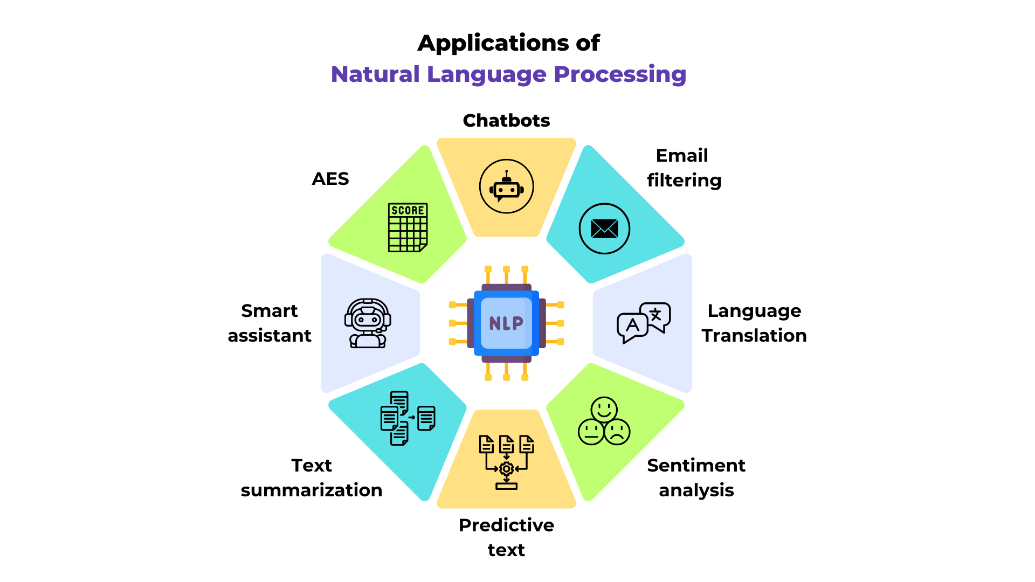 Applications of
Natural Language Processing
Chatbots
Email
filtering
AES
SCORE
Smart
assistant
NLP
A
文
Language
Translation
Text
summarization
Sentiment
analysis
Predictive
text